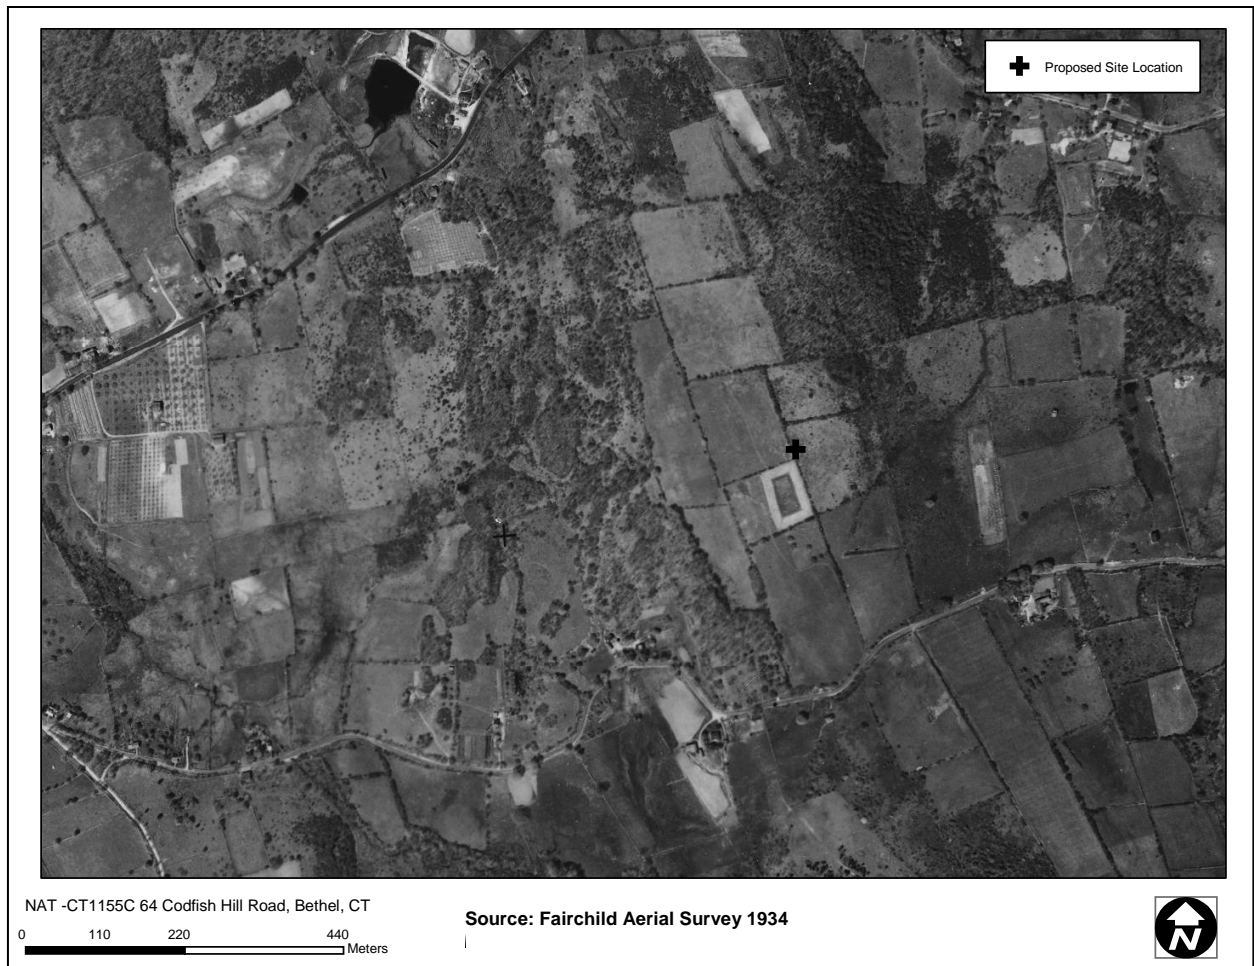 Proposed Site Location
NAT -CT1155C 64 Codfish Hill Road, Bethel, CT
0 110 220 440
Meters
Source: Fairchild Aerial Survey 1934
N